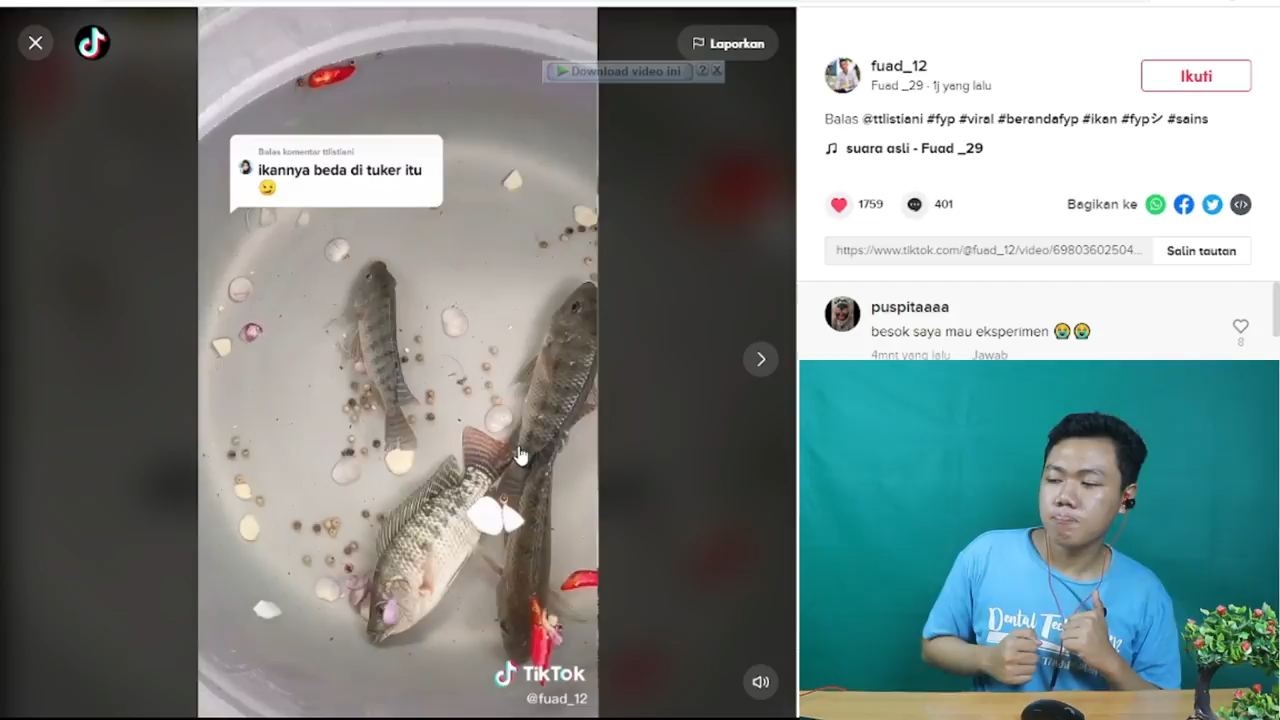 Laporkan
Download video ini
?
X
Balas komentar ttlistiani
ikannya beda di tuker itu
😏
TikTok
@fuad_12
fuad_12
Fuad _29 · 1j yang lalu
Ikuti
Balas @ttlistiani #fyp #viral #berandafyp #ikan #fypシ #sains
♫ suara asli - Fuad _29
1759
401
Bagikan ke
https://www.tiktok.com/@fuad_12/video/69803602504...
Salin tautan
puspitaaaa
besok saya mau eksperimen 😭😭
4mnt yang lalu Jawab
8
Dental